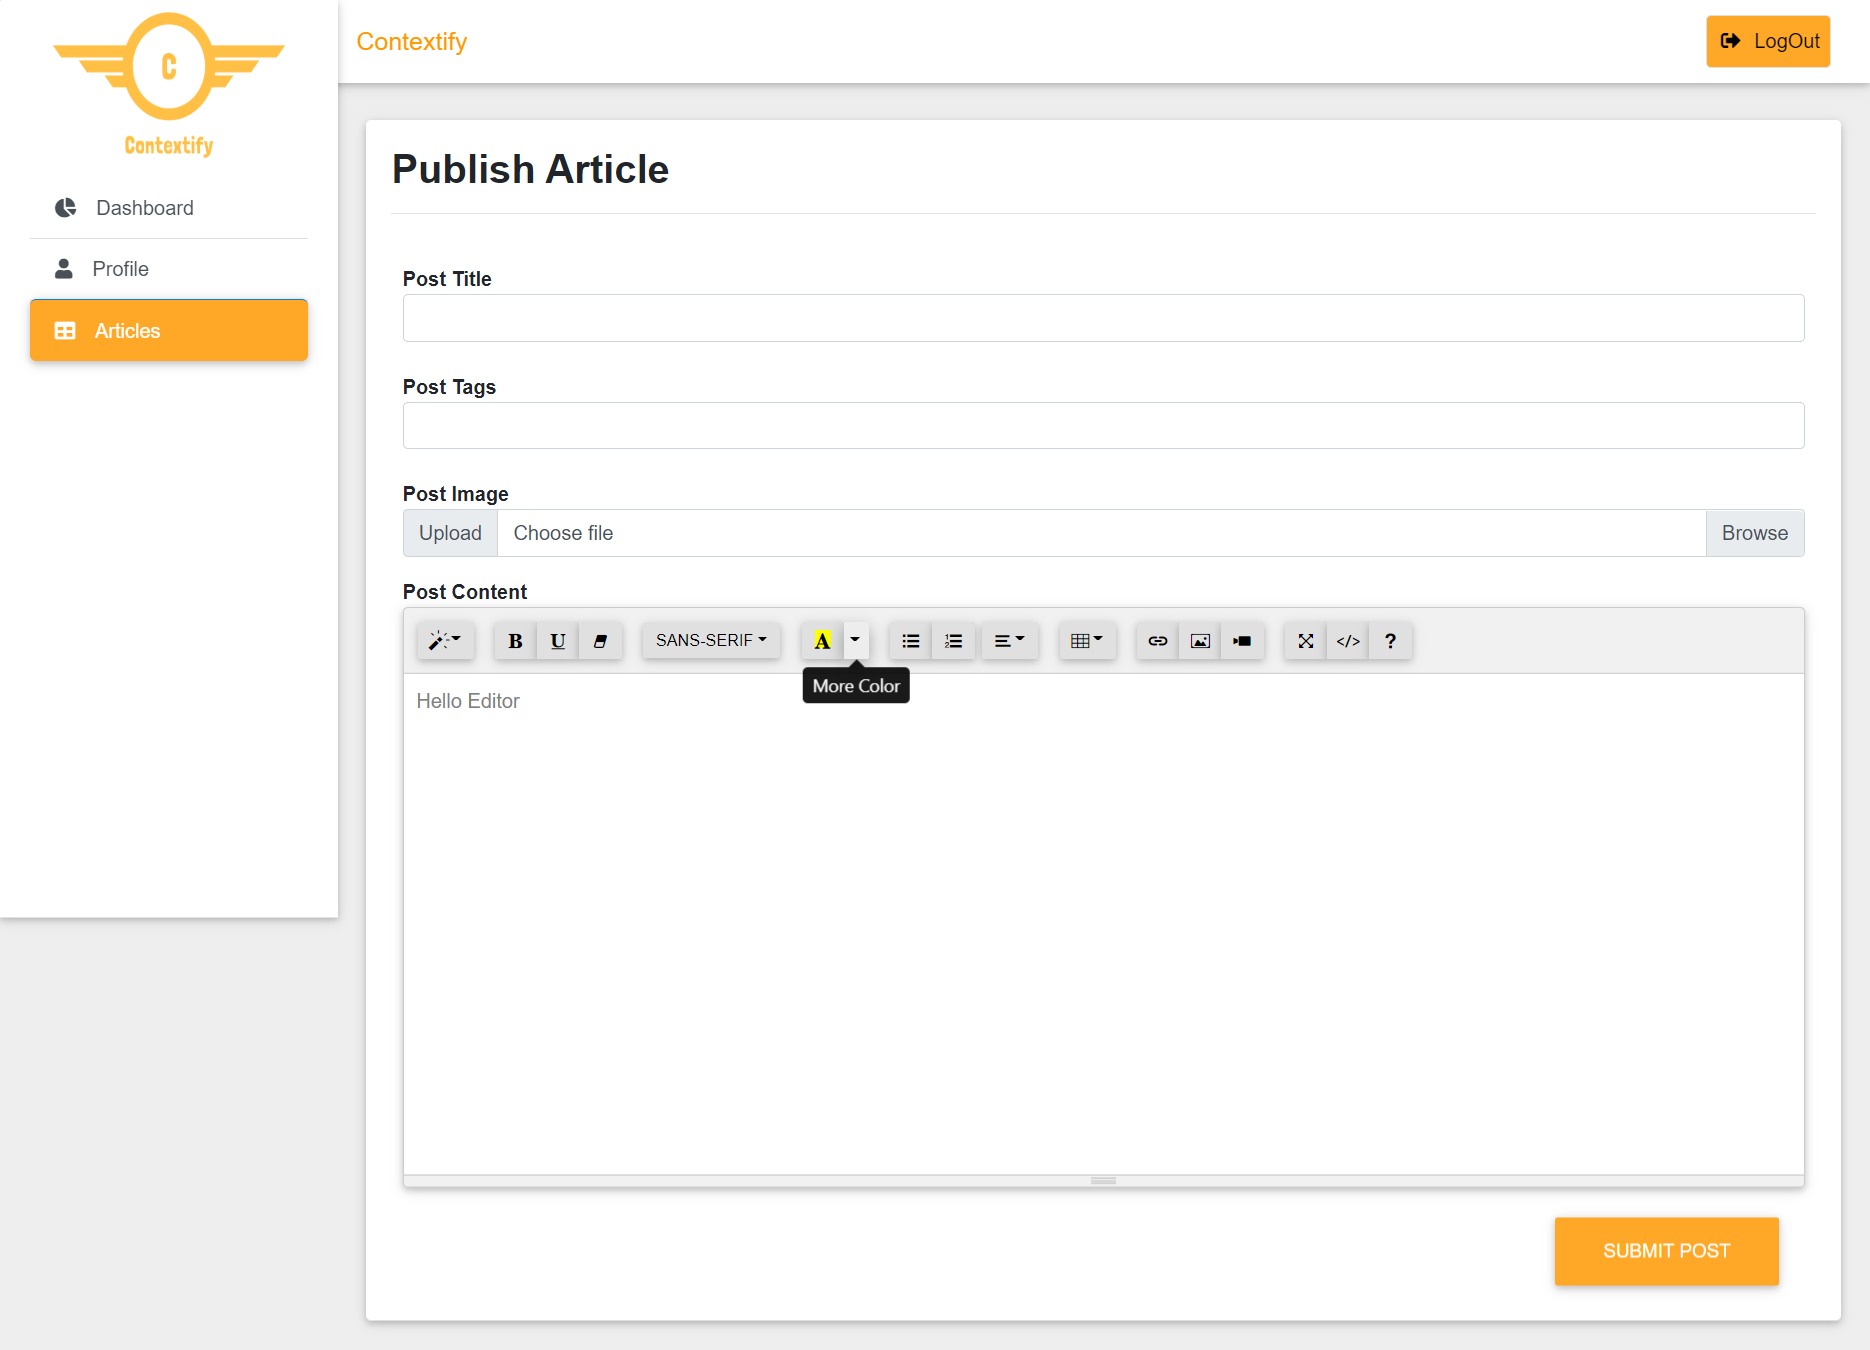 C
Contextify
Contextify
LogOut
Dashboard
Profile
Articles
Publish Article
Post Title
Post Tags
Post Image
Upload Choose file Browse
Post Content
B U SANS-SERIF A </> ?
More Color
Hello Editor
SUBMIT POST